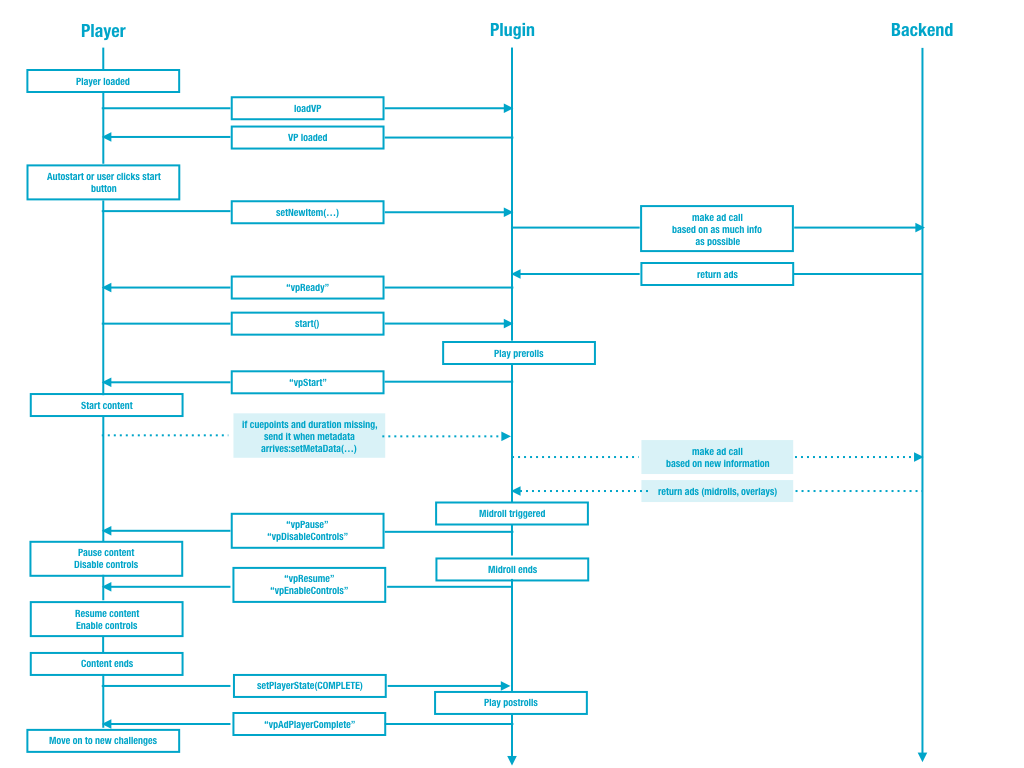 Player
Plugin
Backend
Player loaded
loadVP
VP loaded
Autostart or user clicks start
button
setNewItem(…)
make ad call
based on as much info
as possible
return ads
“vpReady”
start()
Play prerolls
“vpStart”
Start content
if cuepoints and duration missing,
send it when metadata
arrives:setMetaData(…)
make ad call
based on new information
return ads (midrolls, overlays)
Midroll triggered
“vpPause”
“vpDisableControls”
Pause content
Disable controls
Midroll ends
“vpResume”
“vpEnableControls”
Resume content
Enable controls
Content ends
setPlayerState(COMPLETE)
Play postrolls
“vpAdPlayerComplete”
Move on to new challenges